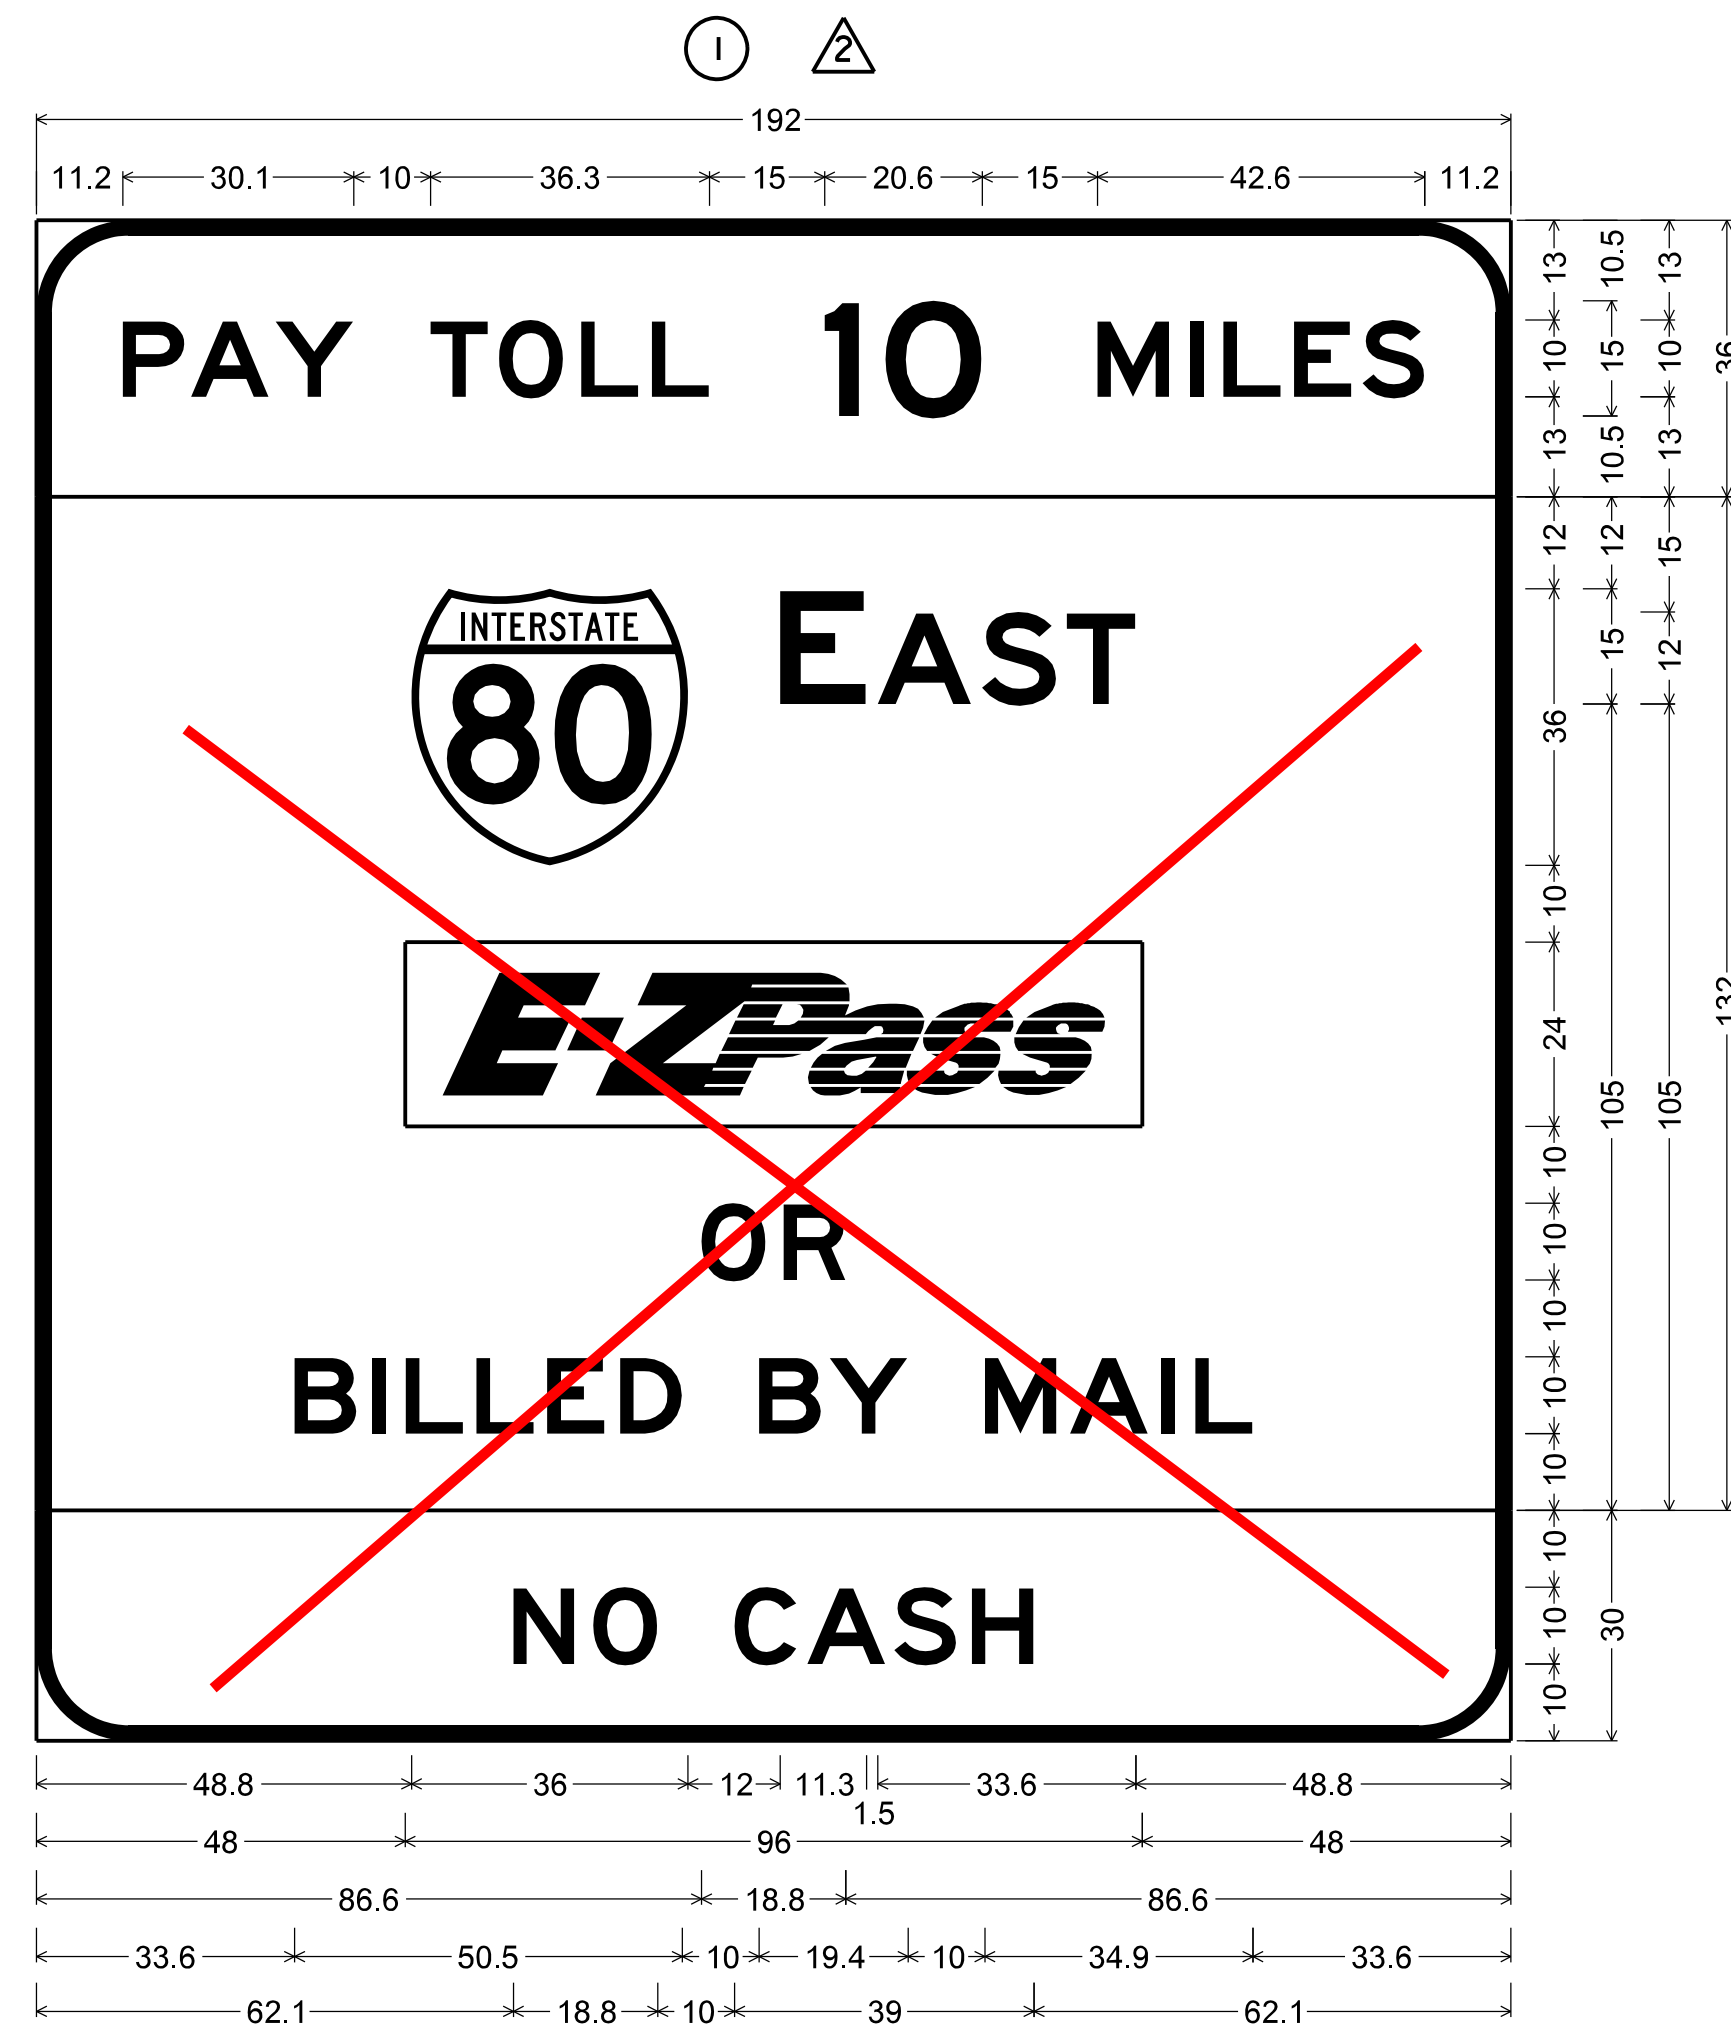 1 2
192
11.2 30.1 10 36.3 15 20.6 15 42.6 11.2
PAY TOLL 10 MILES
13 10.5 13
10 15 10 36
13 10.5 13
INTERSTATE
80
EAST
12 12 15
36 15 12
10
E-ZPass
24
132
105 105
10
OR
10
10
BILLED BY MAIL
10
10
NO CASH
10
10 30
10
48.8 36 12 11.3 33.6 48.8
1.5
48 96 48
86.6 18.8 86.6
33.6 50.5 10 19.4 10 34.9 33.6
62.1 18.8 10 39 62.1